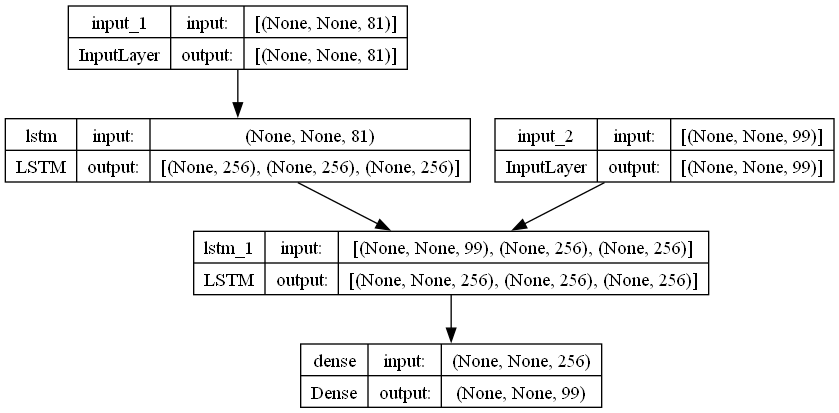 input_1 input: [(None, None, 81)]
InputLayer output: [(None, None, 81)]
lstm input: (None, None, 81)
LSTM output: [(None, 256), (None, 256), (None, 256)]
input_2 input: [(None, None, 99)]
InputLayer output: [(None, None, 99)]
lstm_1 input: [(None, None, 99), (None, 256), (None, 256)]
LSTM output: [(None, None, 256), (None, 256), (None, 256)]
dense input: (None, None, 256)
Dense output: (None, None, 99)